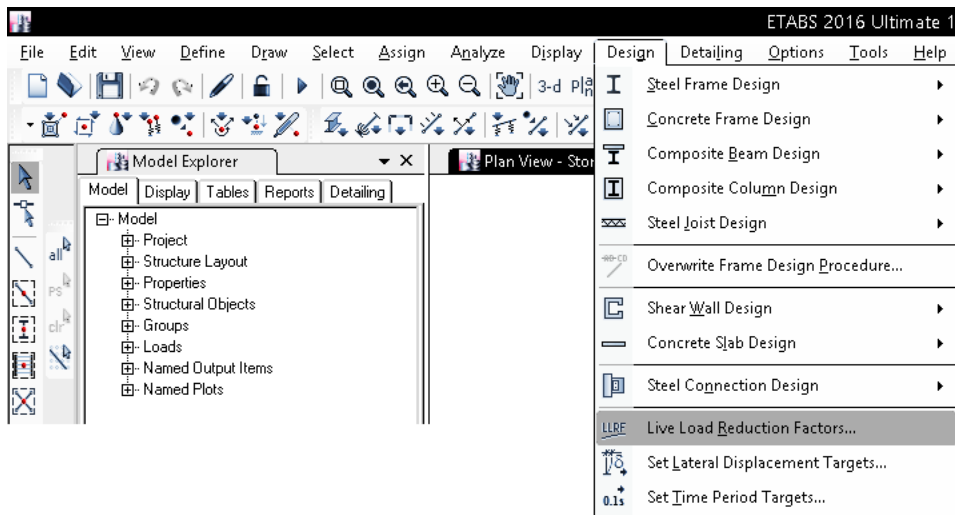 ETABS 2016 Ultimate 1
File Edit View Define Draw Select Assign Analyze Display Design Detailing Options Tools Help
3-d
Model Explorer
Plan View - Stor
Model Display Tables Reports Detailing
Model
Project
Structure Layout
Properties
Structural Objects
Groups
Loads
Named Output Items
Named Plots
all
PS
clr
Steel Frame Design
Concrete Frame Design
Composite Beam Design
Composite Column Design
Steel Joist Design
Overwrite Frame Design Procedure...
Shear Wall Design
Concrete Slab Design
Steel Connection Design
LLRF Live Load Reduction Factors...
Set Lateral Displacement Targets...
0.1s Set Time Period Targets...